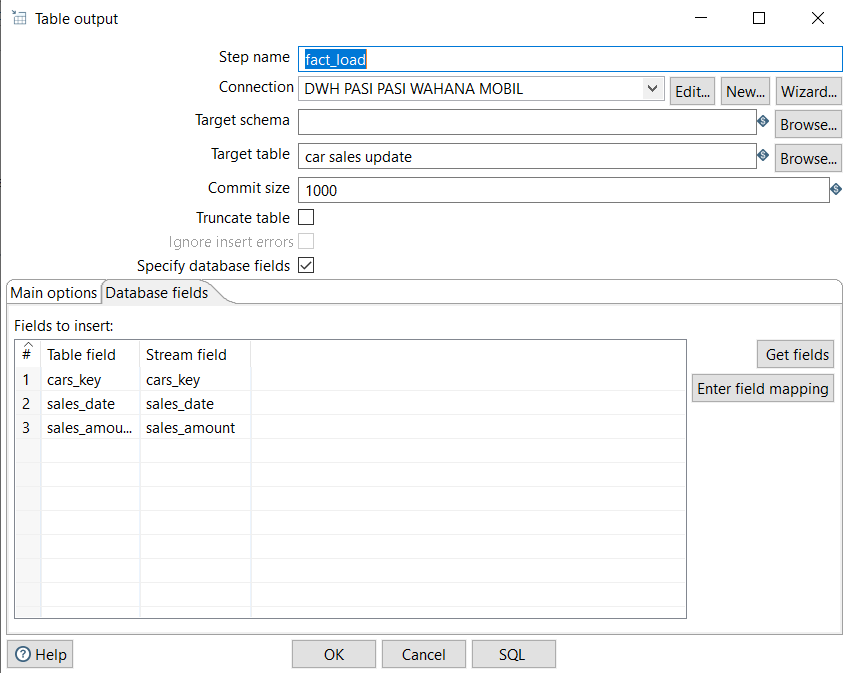 Table output
Step name fact_load
Connection DWH PASI PASI WAHANA MOBIL Edit... New... Wizard...
Target schema Browse...
Target table car sales update Browse...
Commit size 1000
Truncate table
Ignore insert errors
Specify database fields
Main options Database fields
Fields to insert:
# Table field Stream field Get fields
1 cars_key cars_key Enter field mapping
2 sales_date sales_date
3 sales_amou... sales_amount
Help OK Cancel SQL